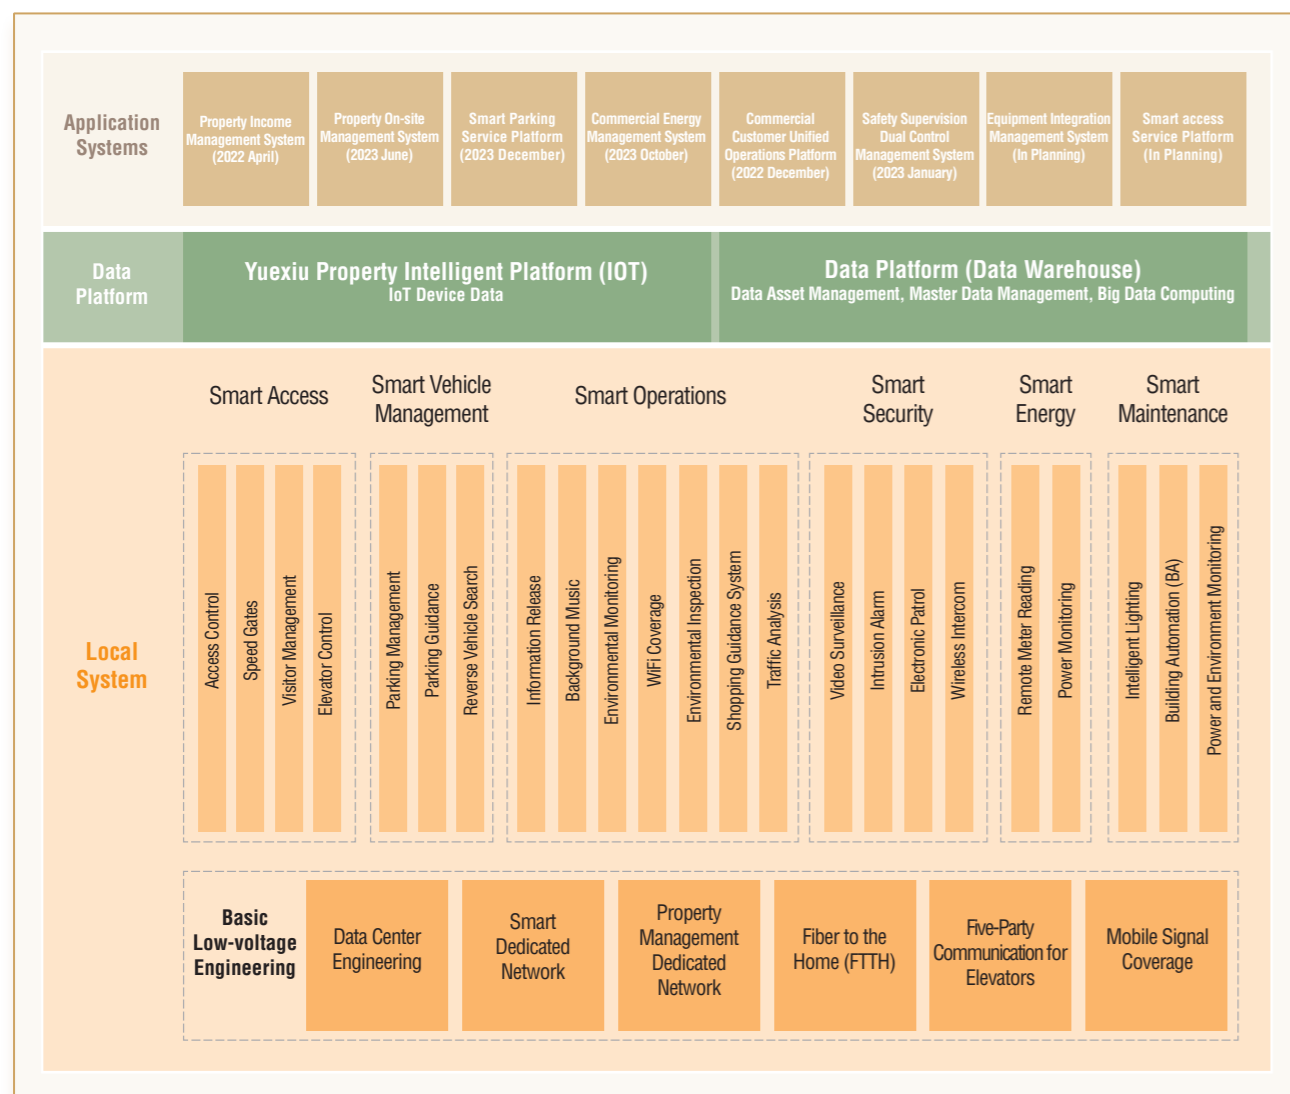 Application
Systems
Property Income
Management System
(2022 April)
Property On-site
Management System
(2023 June)
Smart Parking
Service Platform
(2023 December)
Commercial Energy
Management System
(2023 October)
Commercial
Customer Unified
Operations Platform
(2022 December)
Safety Supervision
Dual Control
Management System
(2023 January)
Equipment Integration
Management System
(In Planning)
Smart access
Service Platform
(In Planning)
Data
Platform
Yuexiu Property Intelligent Platform (IOT)
IoT Device Data
Data Platform (Data Warehouse)
Data Asset Management, Master Data Management, Big Data Computing
Local
System
Smart Access
Smart Vehicle
Management
Smart Operations
Smart
Security
Smart
Energy
Smart
Maintenance
Access Control
Speed Gates
Visitor Management
Elevator Control
Parking Management
Parking Guidance
Reverse Vehicle Search
Information Release
Background Music
Environmental Monitoring
WiFi Coverage
Environmental Inspection
Shopping Guidance System
Traffic Analysis
Video Surveillance
Intrusion Alarm
Electronic Patrol
Wireless Intercom
Remote Meter Reading
Power Monitoring
Intelligent Lighting
Building Automation (BA)
Power and Environment Monitoring
Basic
Low-voltage
Engineering
Data Center
Engineering
Smart
Dedicated
Network
Property
Management
Dedicated
Network
Fiber to the
Home (FTTH)
Five-Party
Communication for
Elevators
Mobile Signal
Coverage